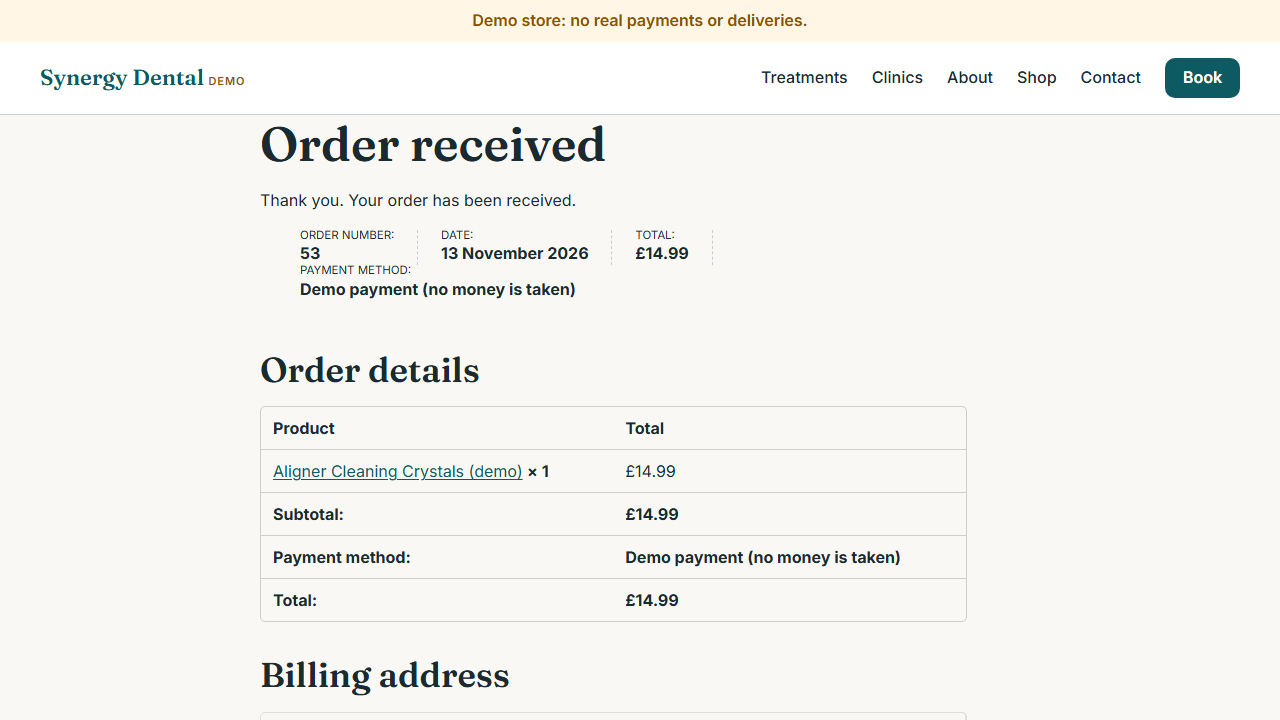 Demo store: no real payments or deliveries.
Synergy Dental DEMO
Treatments Clinics About Shop Contact Book
Order received
Thank you. Your order has been received.
ORDER NUMBER: DATE: TOTAL:
53 13 November 2026 £14.99
PAYMENT METHOD:
Demo payment (no money is taken)
Order details
Product Total
Aligner Cleaning Crystals (demo) × 1 £14.99
Subtotal: £14.99
Payment method: Demo payment (no money is taken)
Total: £14.99
Billing address